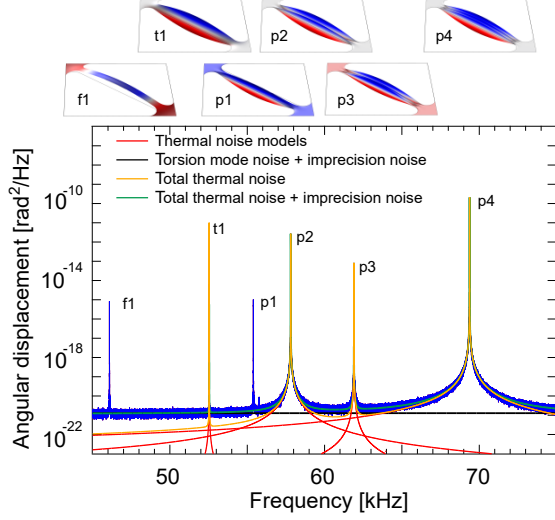 t1
p2
p4
f1
p1
p3
Thermal noise models
Torsion mode noise + imprecision noise
Total thermal noise
Total thermal noise + imprecision noise
p4
t1
p2
p3
f1
p1
10^-10
10^-14
10^-18
10^-22
Angular displacement [rad^2/Hz]
50
60
70
Frequency [kHz]